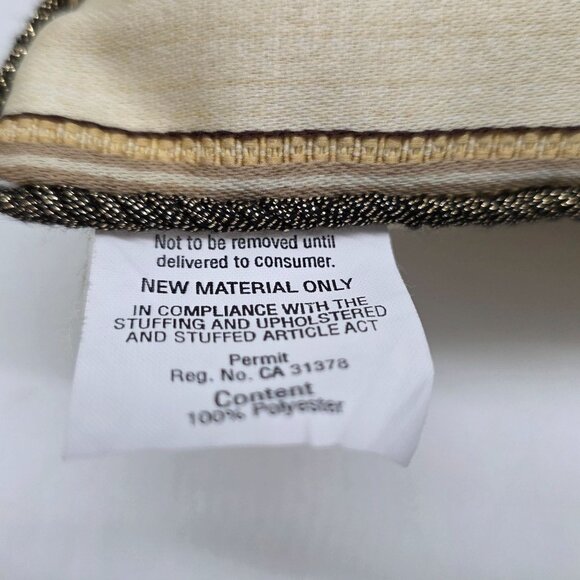 Not to be removed until
delivered to consumer.
NEW MATERIAL ONLY
IN COMPLIANCE WITH THE
STUFFING AND UPHOLSTERED
AND STUFFED ARTICLE ACT
Permit
Reg. No. CA 31378
Content
100% Polyester